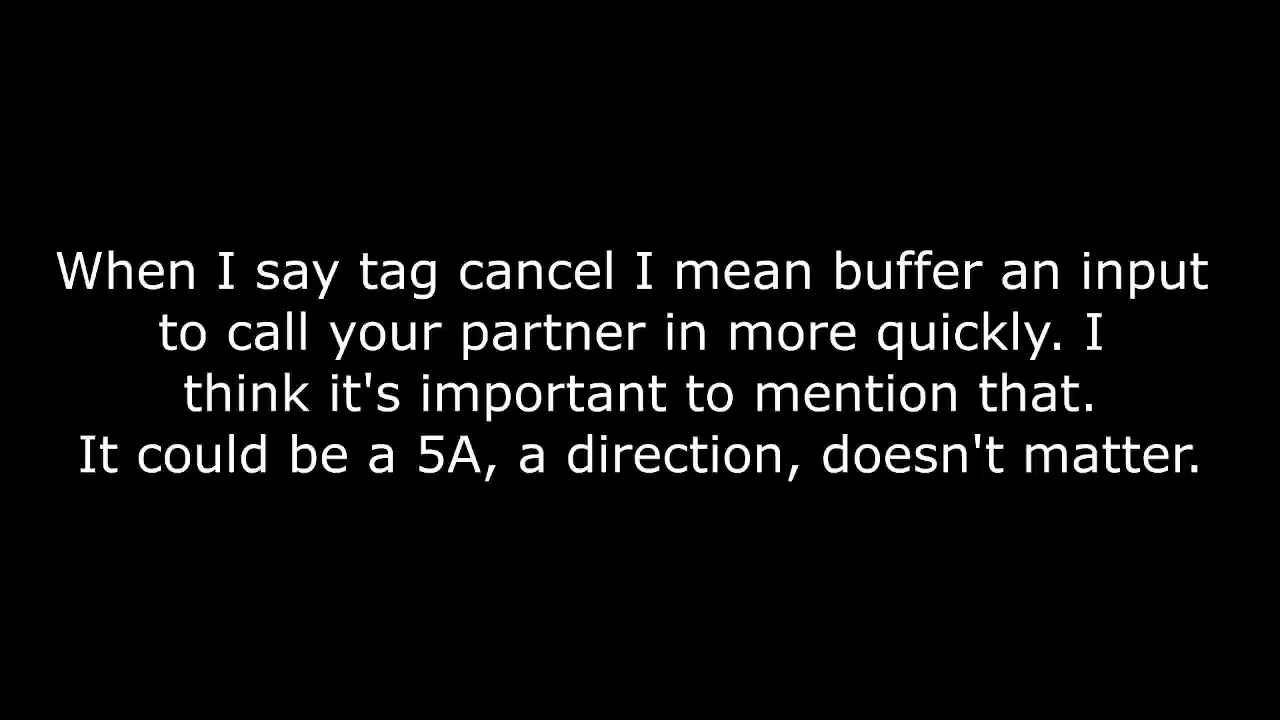 When I say tag cancel I mean buffer an input
to call your partner in more quickly. I
think it's important to mention that.
It could be a 5A, a direction, doesn't matter.